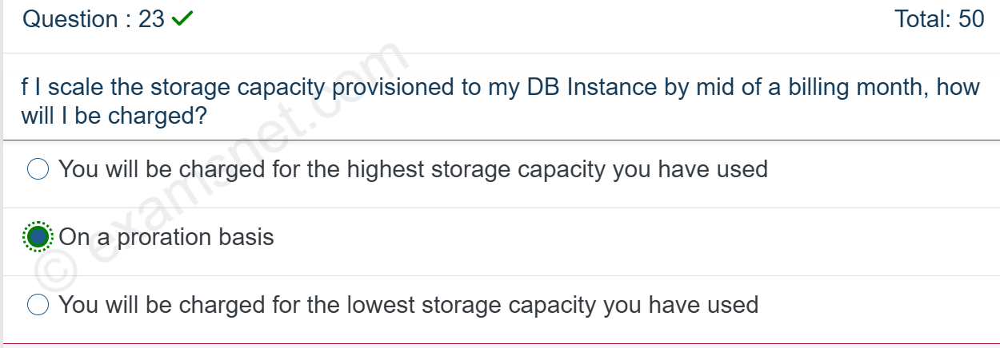 Question : 23
Total: 50
f I scale the storage capacity provisioned to my DB Instance by mid of a billing month, how
will I be charged?
You will be charged for the highest storage capacity you have used
On a proration basis
You will be charged for the lowest storage capacity you have used
© examsnet.com